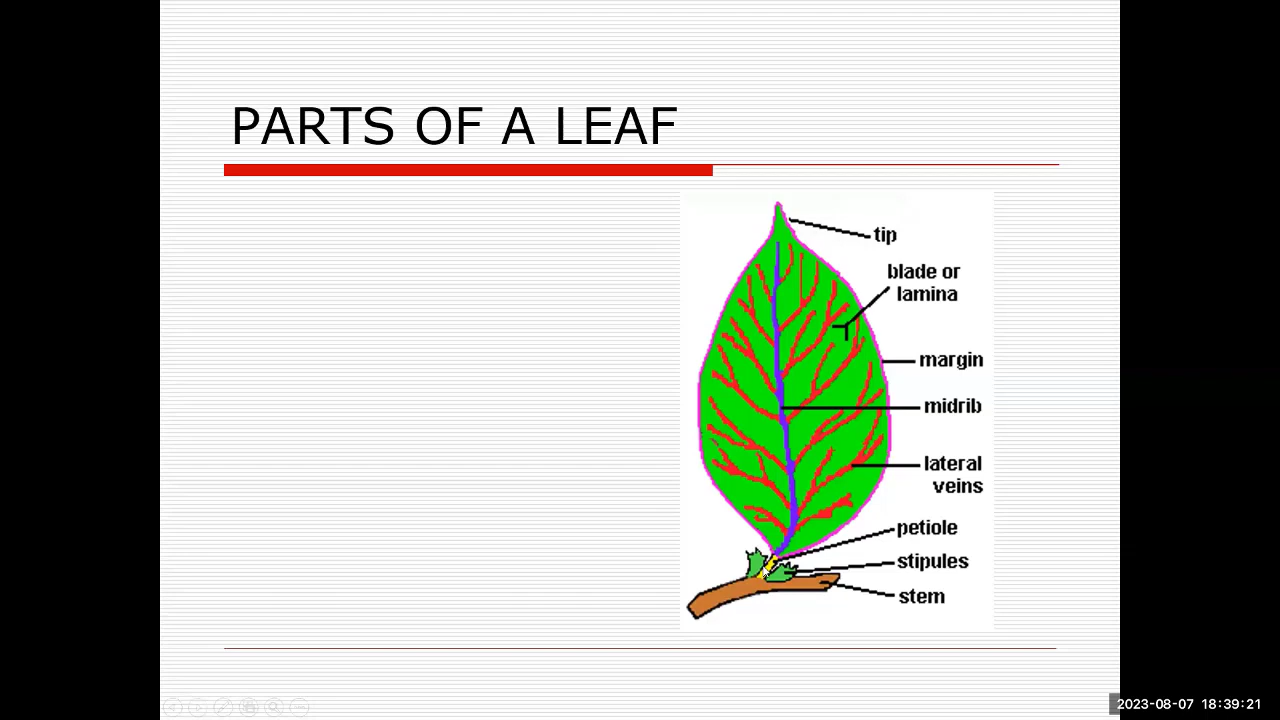 PARTS OF A LEAF
tip
blade or
lamina
margin
midrib
lateral
veins
petiole
stipules
stem
2023-08-07 18:39:21